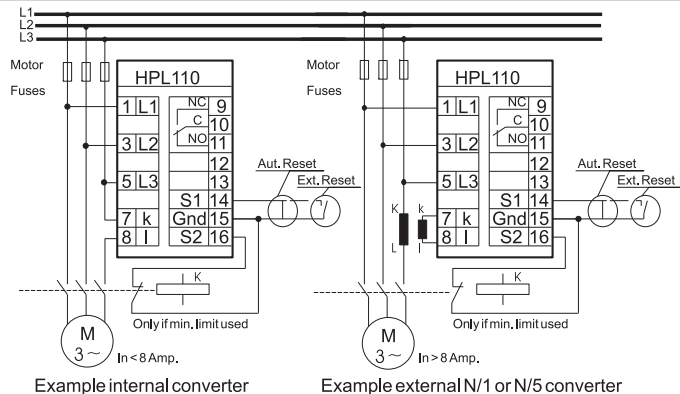 L1
L2
L3
Motor
Fuses
HPL110
1 L1
3 L2
5 L3
7 k
8 l
NC 9
C 10
NO 11
12
13
S1 14
Gnd 15
S2 16
Aut. Reset
Ext. Reset
K
Only if min. limit used
M
3~
In < 8 Amp.
Example internal converter
Motor
Fuses
HPL110
1 L1
3 L2
5 L3
7 k
8 l
NC 9
C 10
NO 11
12
13
S1 14
Gnd 15
S2 16
K
L
k
l
Aut. Reset
Ext. Reset
K
Only if min. limit used
M
3~
In > 8 Amp.
Example external N/1 or N/5 converter